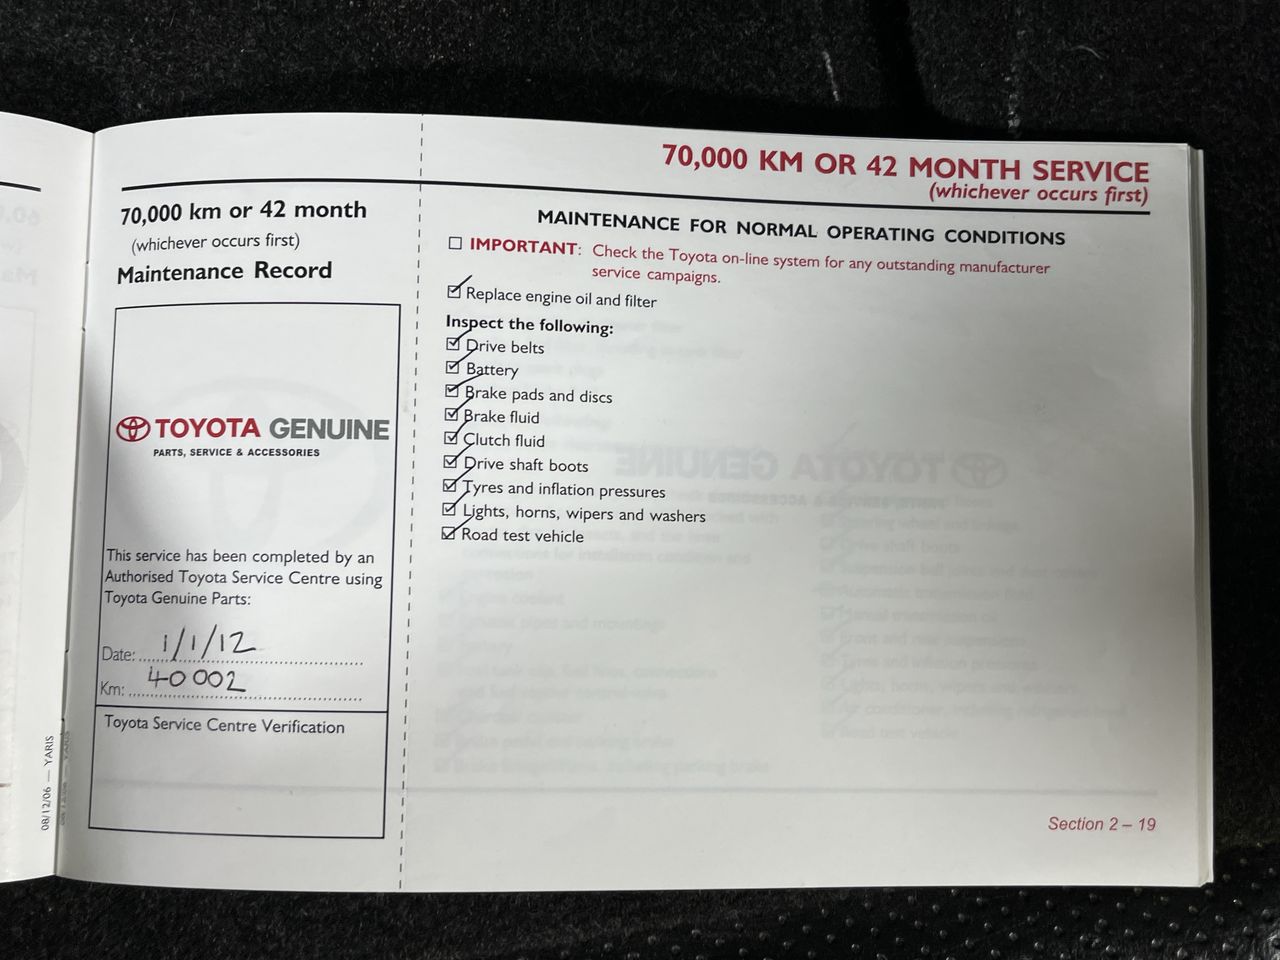 70,000 km or 42 month
(whichever occurs first)
Maintenance Record
TOYOTA GENUINE
PARTS, SERVICE & ACCESSORIES
This service has been completed by an
Authorised Toyota Service Centre using
Toyota Genuine Parts:
Date: 1/1/12
Km: 40 002
Toyota Service Centre Verification
08/12/06 — YARIS
70,000 KM OR 42 MONTH SERVICE
(whichever occurs first)
MAINTENANCE FOR NORMAL OPERATING CONDITIONS
IMPORTANT: Check the Toyota on-line system for any outstanding manufacturer
service campaigns.
Replace engine oil and filter
Inspect the following:
Drive belts
Battery
Brake pads and discs
Brake fluid
Clutch fluid
Drive shaft boots
Tyres and inflation pressures
Lights, horns, wipers and washers
Road test vehicle
Section 2 – 19